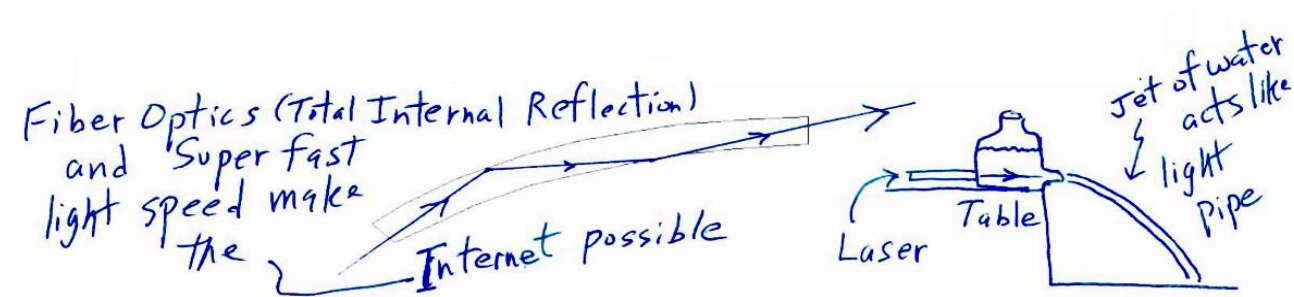 Fiber Optics (Total Internal Reflection)
and Super fast
light speed make
the
Internet possible
Laser
Table
Jet of water
acts like
light
pipe